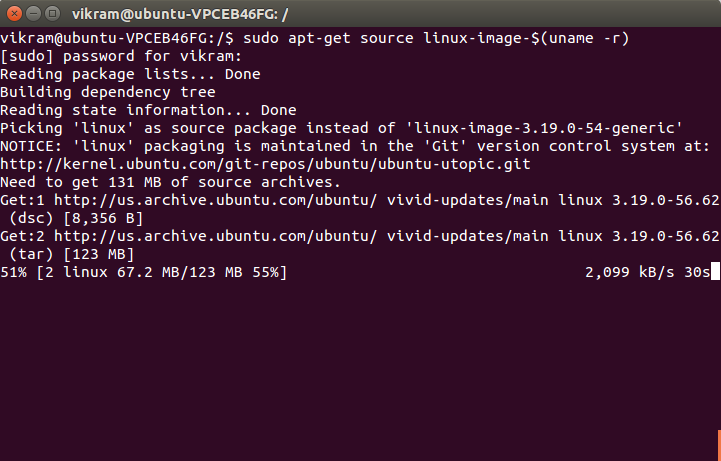 vikram@ubuntu-VPCEB46FG: /
vikram@ubuntu-VPCEB46FG:/$ sudo apt-get source linux-image-$(uname -r)
[sudo] password for vikram:
Reading package lists... Done
Building dependency tree
Reading state information... Done
Picking 'linux' as source package instead of 'linux-image-3.19.0-54-generic'
NOTICE: 'linux' packaging is maintained in the 'Git' version control system at:
http://kernel.ubuntu.com/git-repos/ubuntu/ubuntu-utopic.git
Need to get 131 MB of source archives.
Get:1 http://us.archive.ubuntu.com/ubuntu/ vivid-updates/main linux 3.19.0-56.62
 (dsc) [8,356 B]
Get:2 http://us.archive.ubuntu.com/ubuntu/ vivid-updates/main linux 3.19.0-56.62
 (tar) [123 MB]
51% [2 linux 67.2 MB/123 MB 55%] 2,099 kB/s 30s